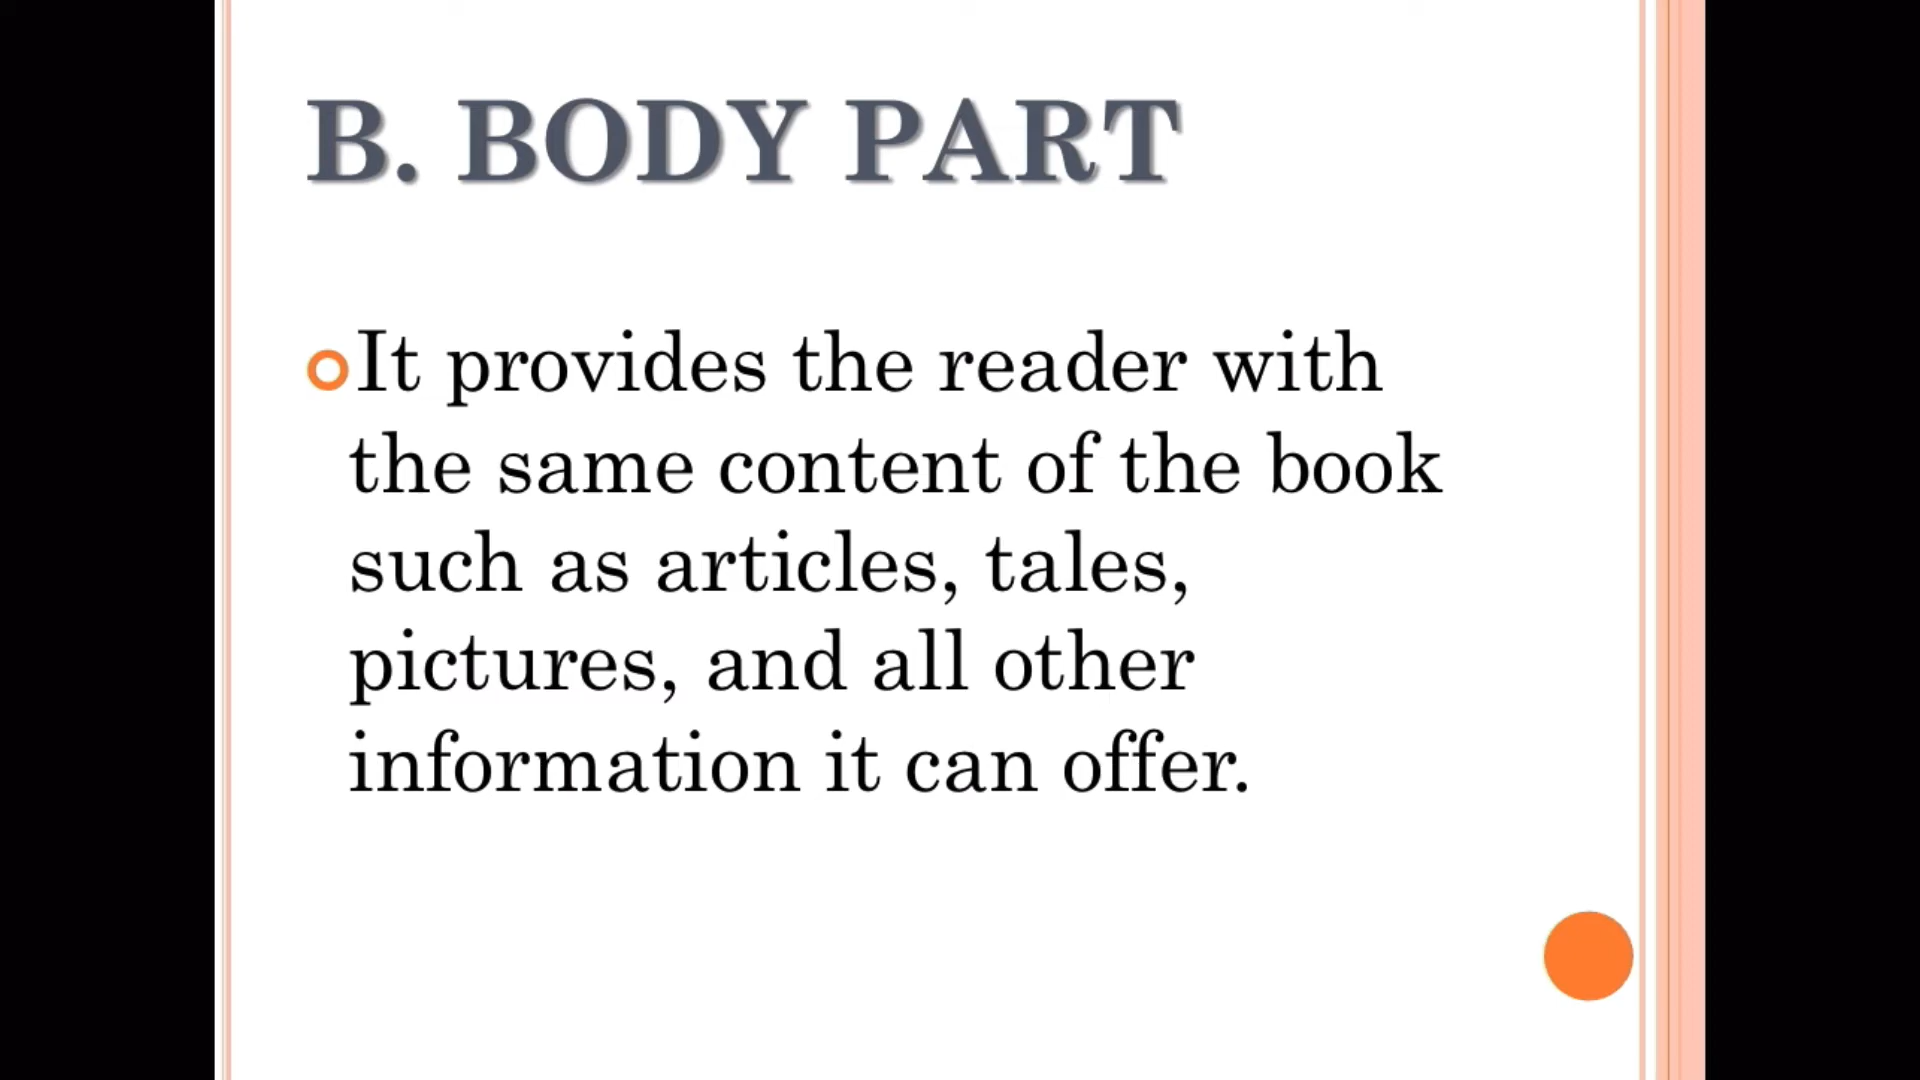 B. BODY PART
It provides the reader with
the same content of the book
such as articles, tales,
pictures, and all other
information it can offer.